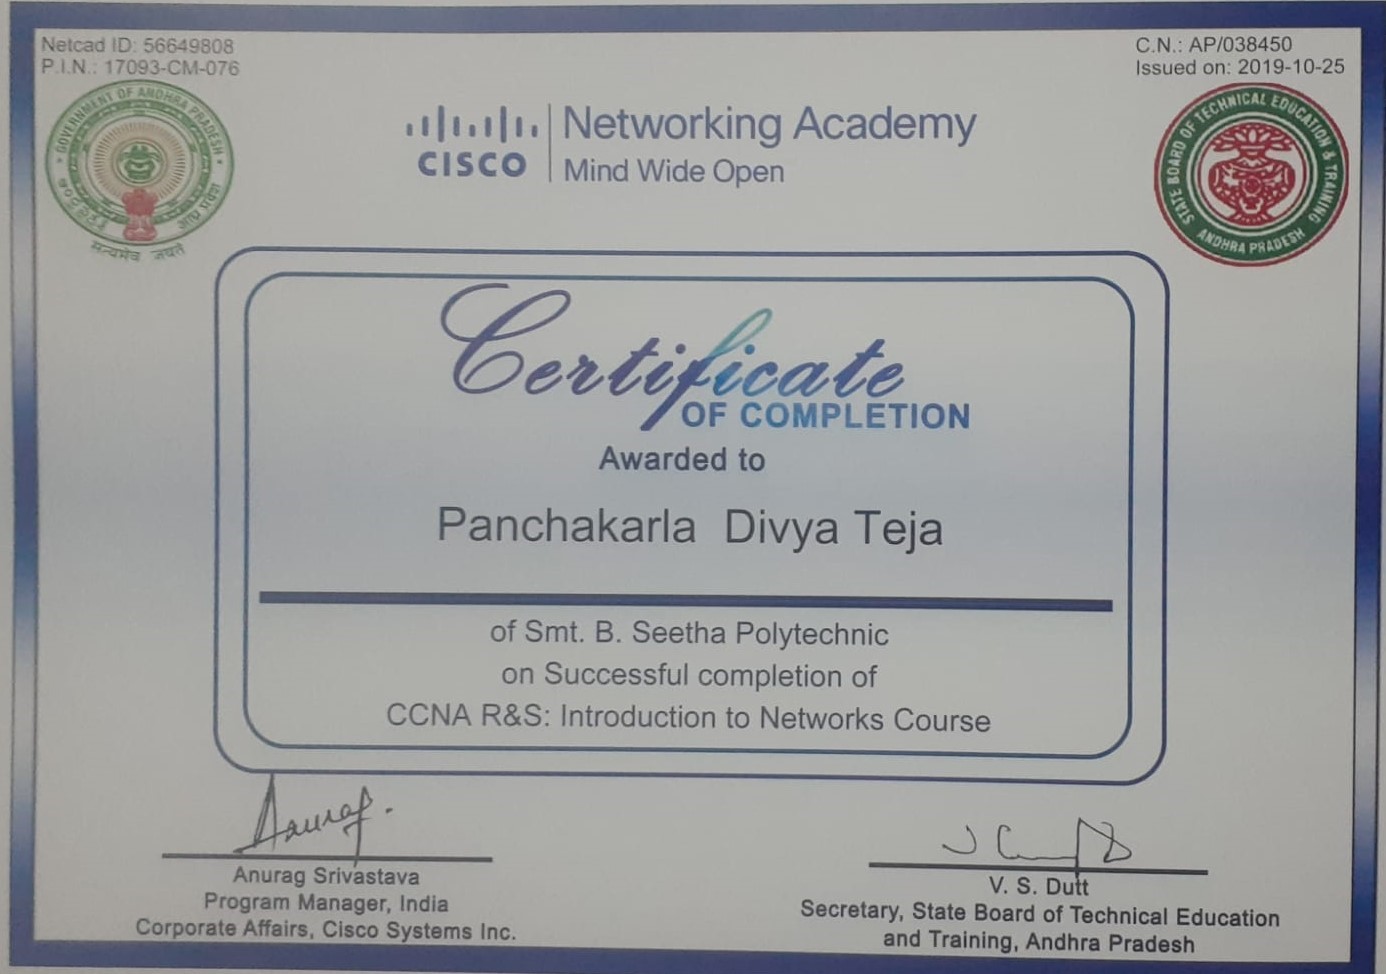 Netcad ID: 56649808
P.I.N.: 17093-CM-076
C.N.: AP/038450
Issued on: 2019-10-25
GOVERNMENT OF ANDHRA PRADESH
सत्यमेव जयते
CISCO
Networking Academy
Mind Wide Open
STATE BOARD OF TECHNICAL EDUCATION & TRAINING
ANDHRA PRADESH
Certificate
OF COMPLETION
Awarded to
Panchakarla Divya Teja
of Smt. B. Seetha Polytechnic
on Successful completion of
CCNA R&S: Introduction to Networks Course
Anurag Srivastava
Program Manager, India
Corporate Affairs, Cisco Systems Inc.
V. S. Dutt
Secretary, State Board of Technical Education
and Training, Andhra Pradesh